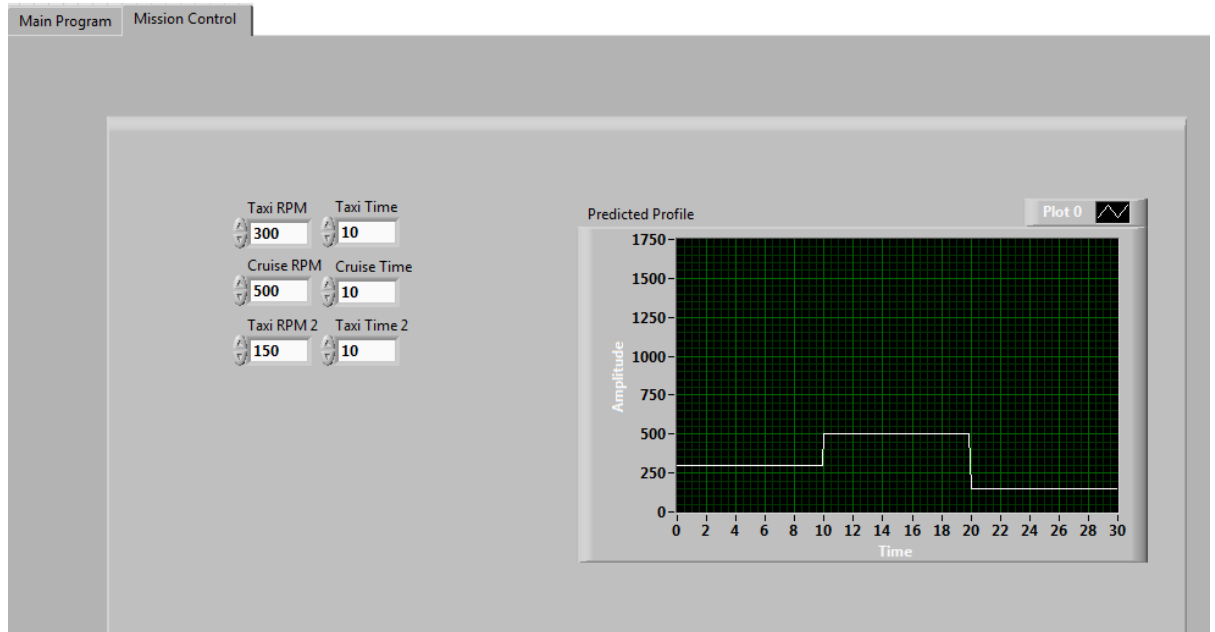 Main Program Mission Control
Taxi RPM Taxi Time
300 10
Cruise RPM Cruise Time
500 10
Taxi RPM 2 Taxi Time 2
150 10
Predicted Profile Plot 0
1750
1500
1250
1000
750
500
250
0
Amplitude
0 2 4 6 8 10 12 14 16 18 20 22 24 26 28 30
Time